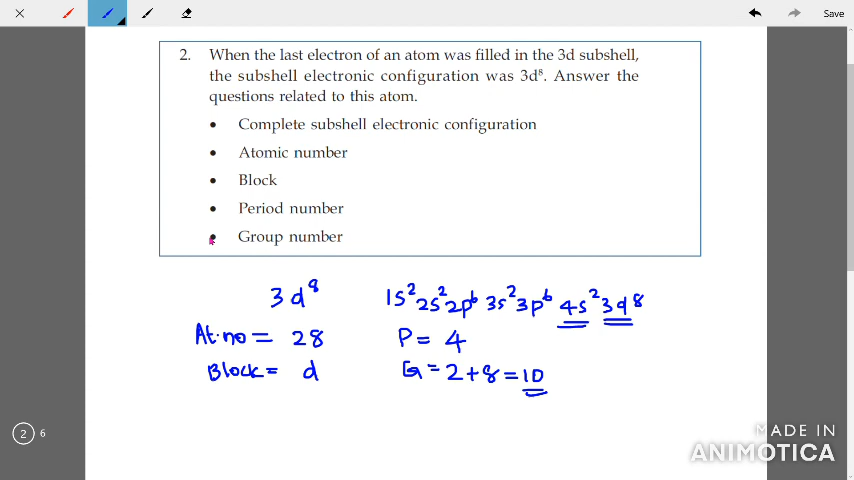 Save
2. When the last electron of an atom was filled in the 3d subshell,
the subshell electronic configuration was 3d⁸. Answer the
questions related to this atom.
• Complete subshell electronic configuration
• Atomic number
• Block
• Period number
• Group number
3d⁸ 1s² 2s² 2p⁶ 3s² 3p⁶ 4s² 3d⁸
At.no = 28 P = 4
Block = d G = 2+8 = 10
2 6
MADE IN
ANIMOTICA